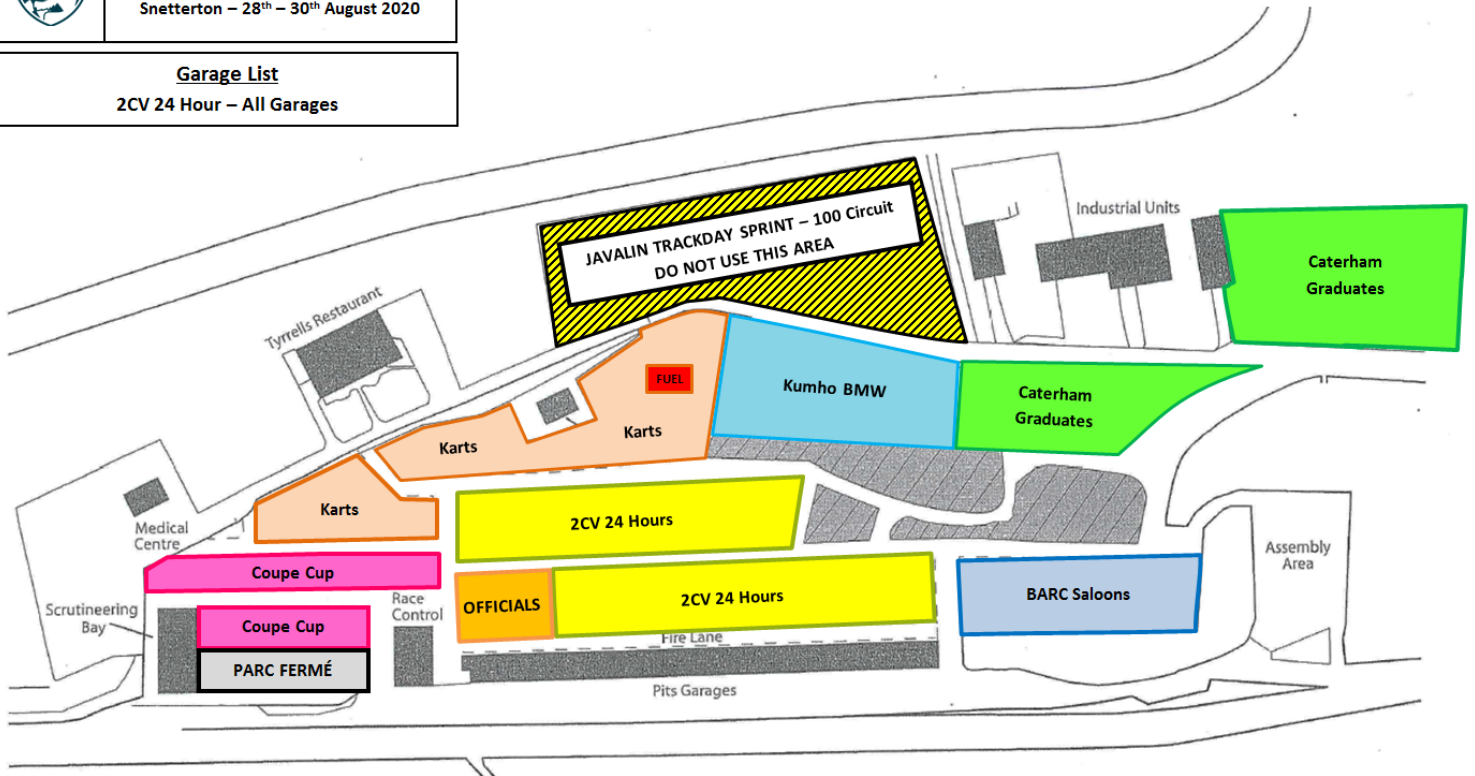 Snetterton – 28th – 30th August 2020
Garage List
2CV 24 Hour – All Garages
JAVALIN TRACKDAY SPRINT – 100 Circuit
DO NOT USE THIS AREA
Industrial Units
Caterham
Graduates
Tyrrells Restaurant
FUEL
Kumho BMW
Caterham
Graduates
Karts
Karts
Karts
2CV 24 Hours
Medical
Centre
Assembly
Area
Coupe Cup
OFFICIALS
2CV 24 Hours
BARC Saloons
Scrutineering
Bay
Race
Control
Coupe Cup
Fire Lane
PARC FERMÉ
Pits Garages